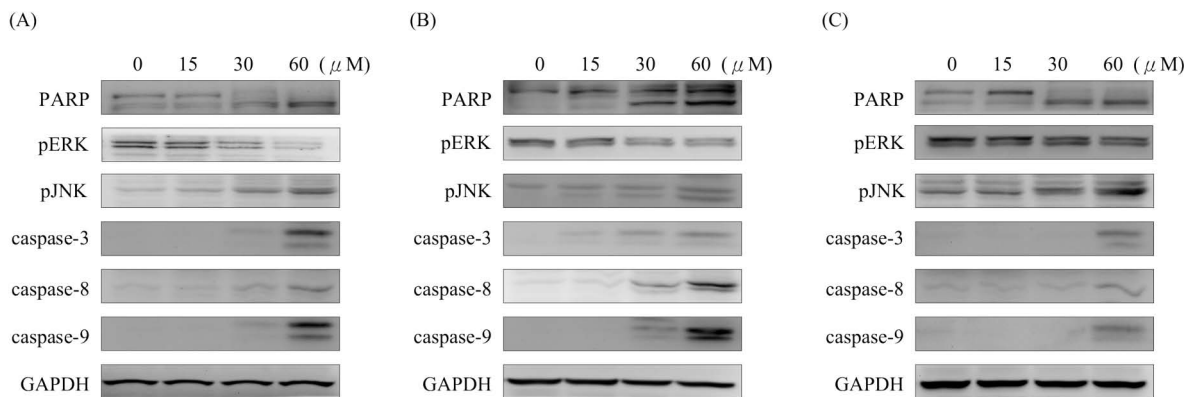 (A)
0 15 30 60 (μM)
PARP
pERK
pJNK
caspase-3
caspase-8
caspase-9
GAPDH
(B)
0 15 30 60 (μM)
PARP
pERK
pJNK
caspase-3
caspase-8
caspase-9
GAPDH
(C)
0 15 30 60 (μM)
PARP
pERK
pJNK
caspase-3
caspase-8
caspase-9
GAPDH